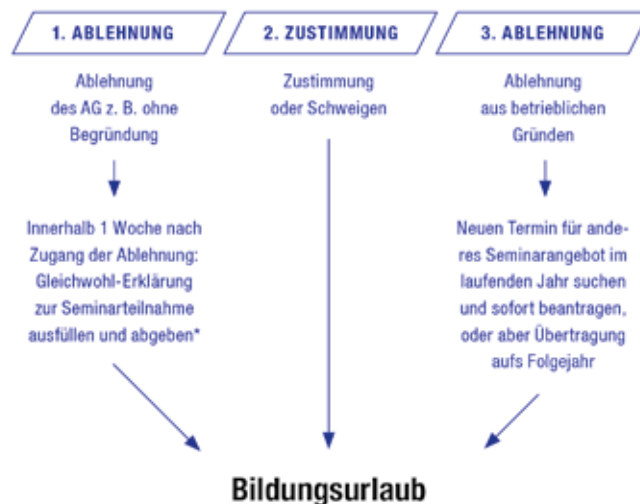 1. ABLEHNUNG
2. ZUSTIMMUNG
3. ABLEHNUNG
Ablehnung
des AG z. B. ohne
Begründung
Zustimmung
oder Schweigen
Ablehnung
aus betrieblichen
Gründen
Innerhalb 1 Woche nach
Zugang der Ablehnung:
Gleichwohl-Erklärung
zur Seminarteilnahme
ausfüllen und abgeben*
Neuen Termin für ande-
res Seminarangebot im
laufenden Jahr suchen
und sofort beantragen,
oder aber Übertragung
aufs Folgejahr
Bildungsurlaub